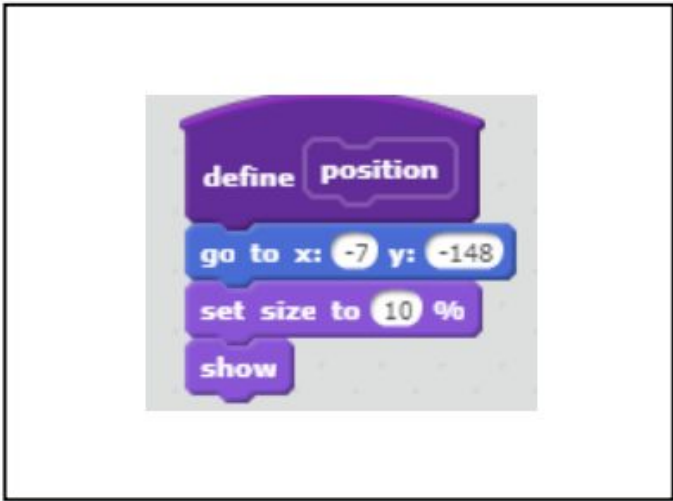 define position
go to x: -7 y: -148
set size to 10 %
show